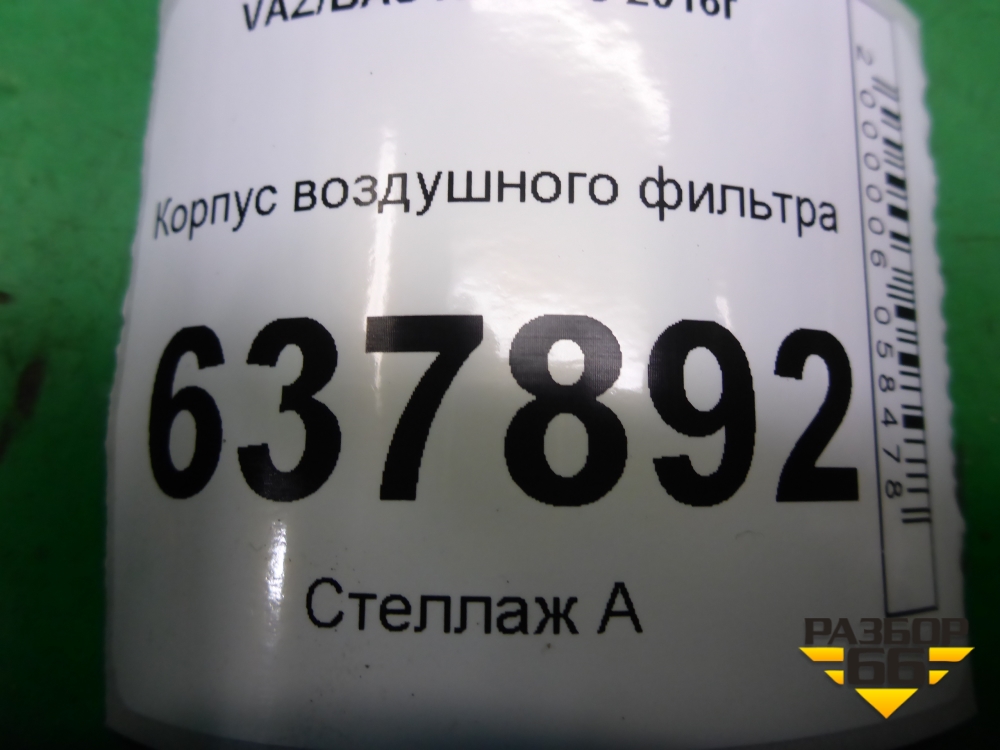 Корпус воздушного фильтра
637892
Стеллаж А
2000006058478
РАЗБОР
66